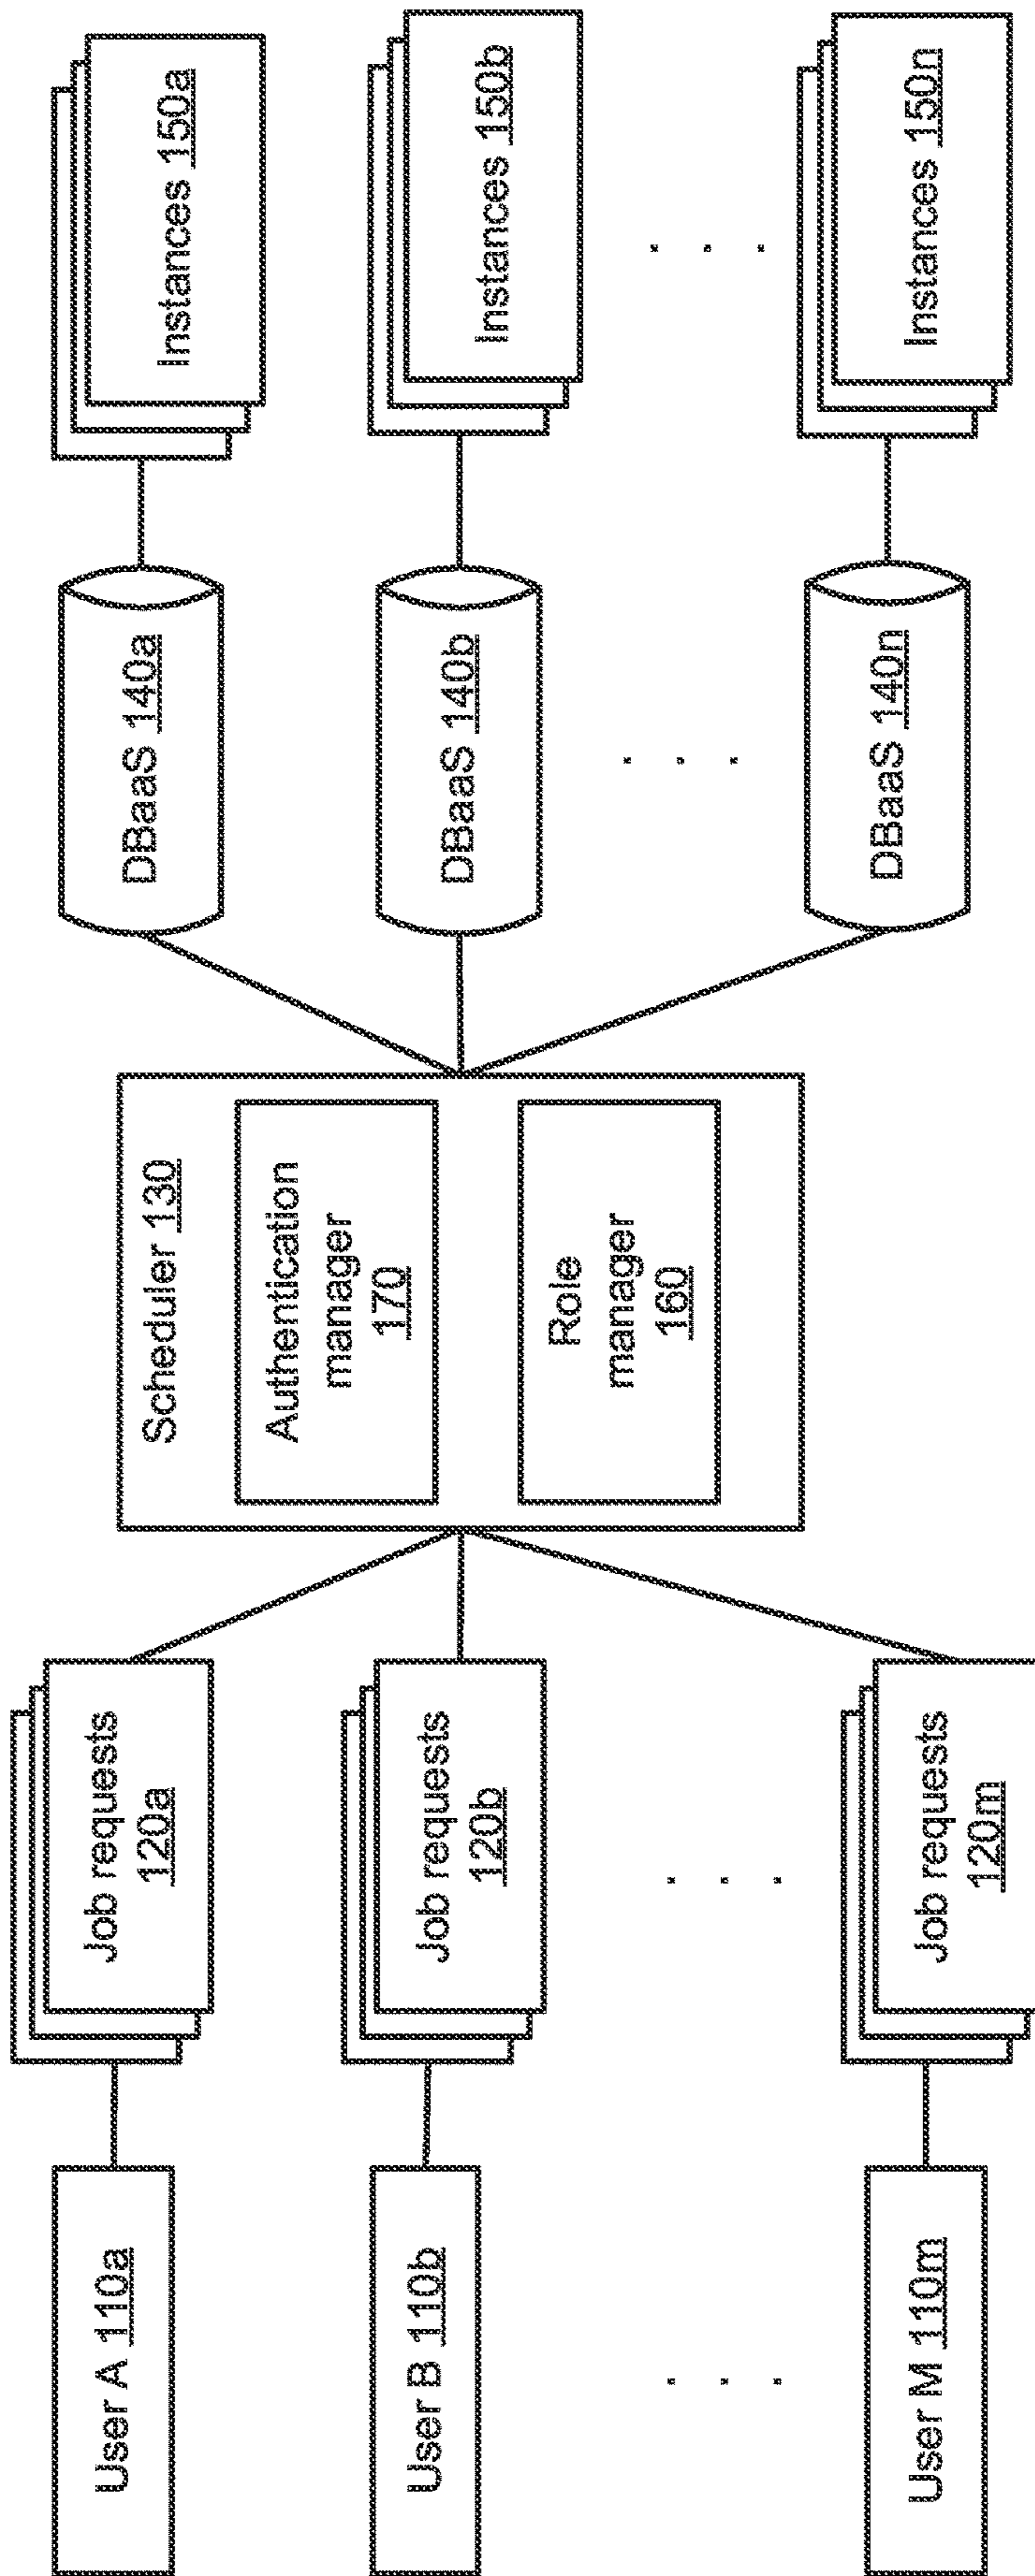 User A 110a
Job requests
120a
User B 110b
Job requests
120b
User M 110m
Job requests
120m
Scheduler 130
Authentication
manager
170
Role
manager
160
DBaaS 140a
Instances 150a
DBaaS 140b
Instances 150b
DBaaS 140n
Instances 150n